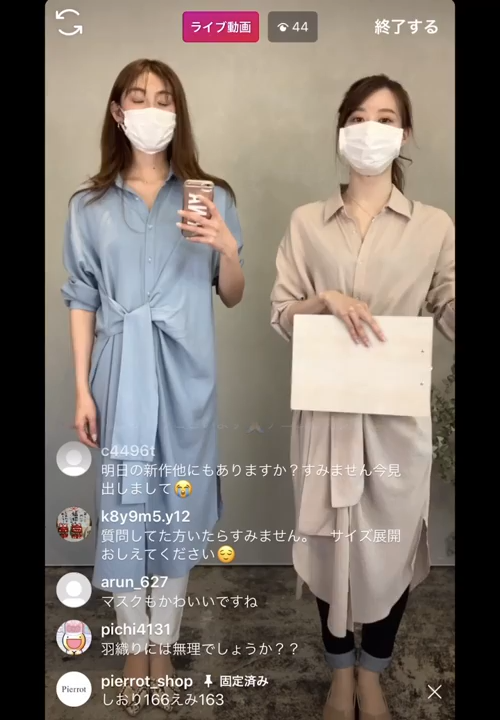 ライブ動画
44
終了する
c4496t
明日の新作他にもありますか？すみません今見
出しまして😭
k8y9m5.y12
質問してた方いたらすみません。　サイズ展開
おしえてください😌
arun_627
マスクもかわいいですね
pichi4131
羽織りには無理でしょうか？？
Pierrot
pierrot_shop 固定済み
しおり166えみ163